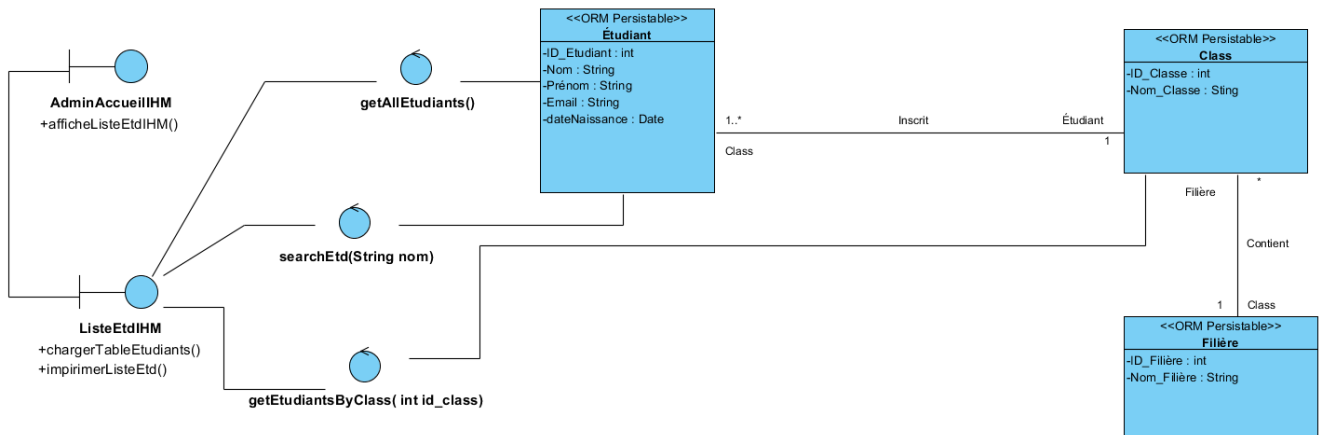 AdminAccueilIHM
+afficheListeEtdIHM()
getAllEtudiants()
<<ORM Persistable>>
Étudiant
-ID_Etudiant : int
-Nom : String
-Prénom : String
-Email : String
-dateNaissance : Date
1..*
Inscrit
Étudiant
Class
1
<<ORM Persistable>>
Class
-ID_Classe : int
-Nom_Classe : Sting
searchEtd(String nom)
Filière
*
Contient
1
Class
ListeEtdIHM
+chargerTableEtudiants()
+impirimerListeEtd()
getEtudiantsByClass( int id_class)
<<ORM Persistable>>
Filière
-ID_Filière : int
-Nom_Filière : String